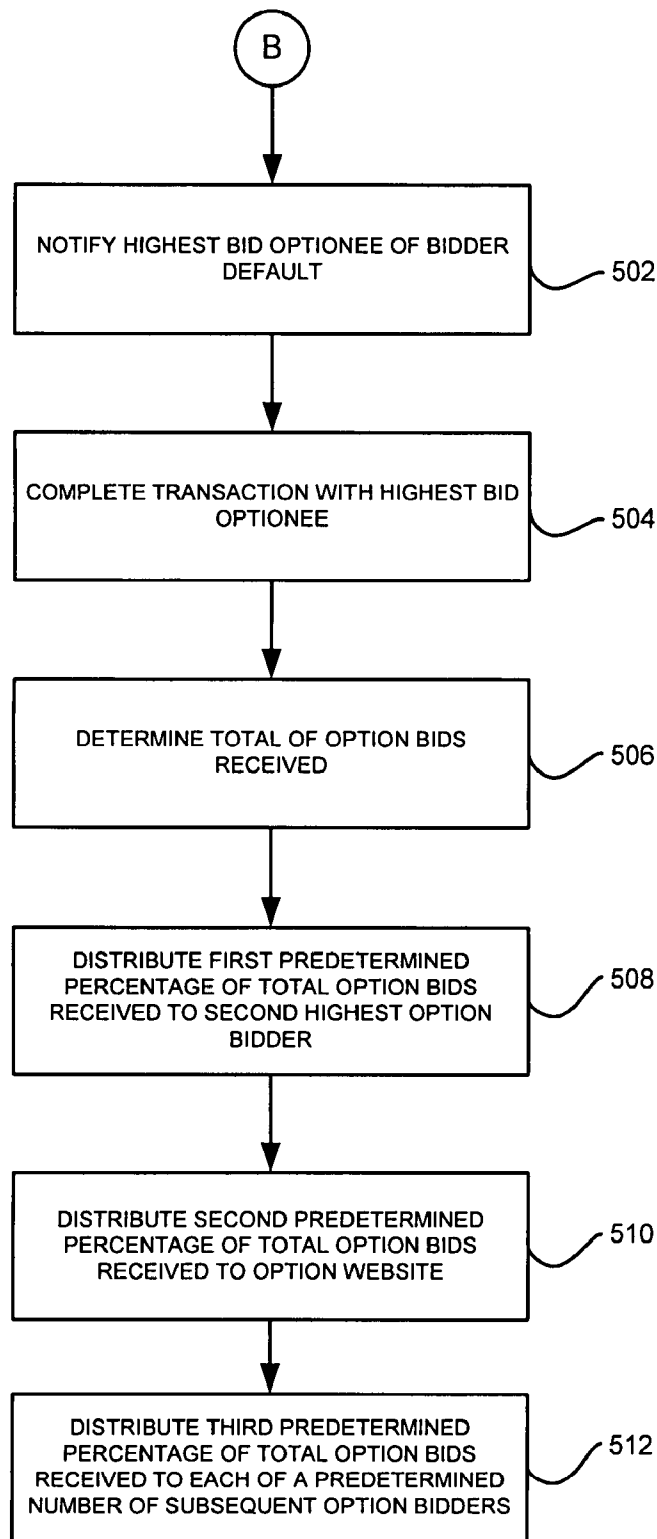 B
NOTIFY HIGHEST BID OPTIONEE OF BIDDER
DEFAULT
502
COMPLETE TRANSACTION WITH HIGHEST BID
OPTIONEE
504
DETERMINE TOTAL OF OPTION BIDS
RECEIVED
506
DISTRIBUTE FIRST PREDETERMINED
PERCENTAGE OF TOTAL OPTION BIDS
RECEIVED TO SECOND HIGHEST OPTION
BIDDER
508
DISTRIBUTE SECOND PREDETERMINED
PERCENTAGE OF TOTAL OPTION BIDS
RECEIVED TO OPTION WEBSITE
510
DISTRIBUTE THIRD PREDETERMINED
PERCENTAGE OF TOTAL OPTION BIDS
RECEIVED TO EACH OF A PREDETERMINED
NUMBER OF SUBSEQUENT OPTION BIDDERS
512